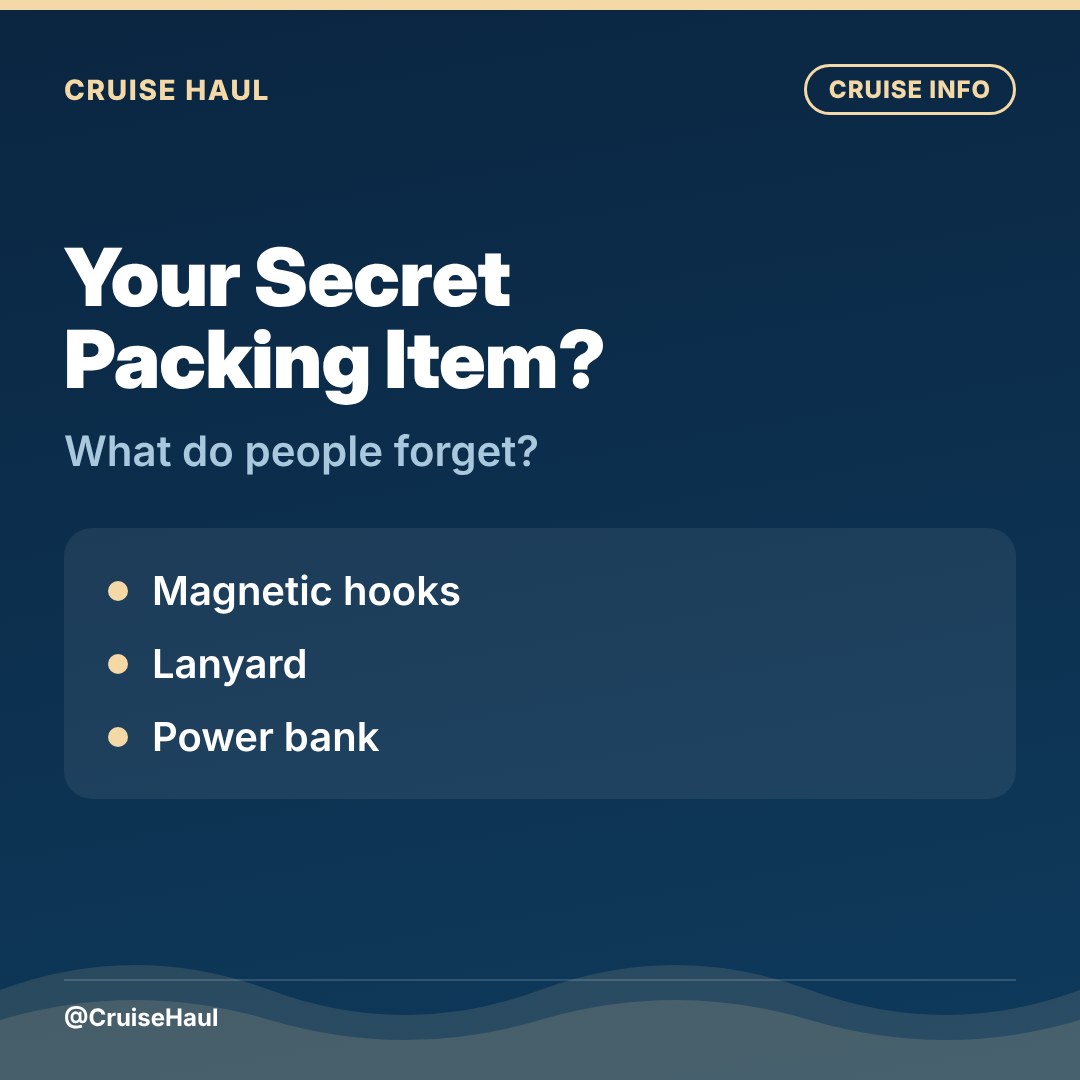 CRUISE HAUL
CRUISE INFO
Your Secret
Packing Item?
What do people forget?
Magnetic hooks
Lanyard
Power bank
@CruiseHaul